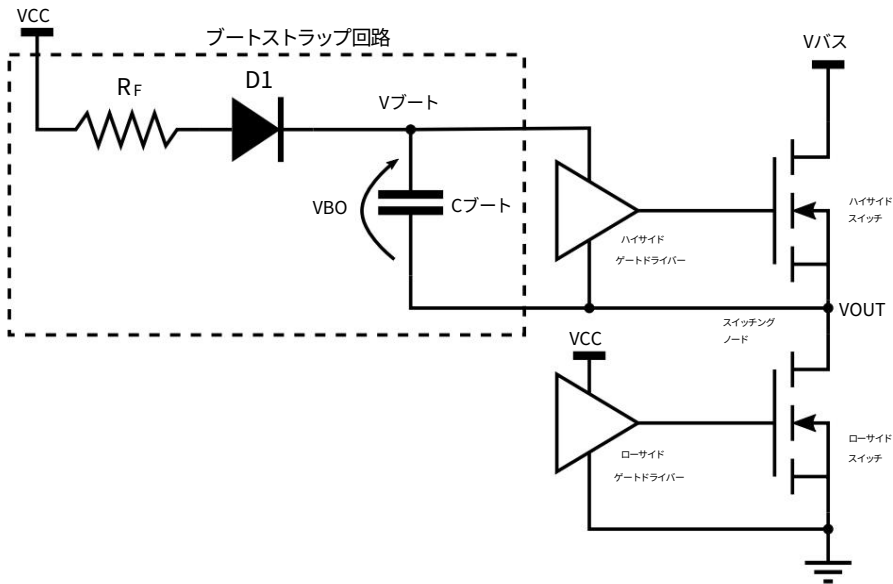 VCC
ブートストラップ回路
RF
D1
Vブート
VBO
Cブート
Vバス
ハイサイド
スイッチ
ハイサイド
ゲートドライバー
VOUT
スイッチング
ノード
VCC
ローサイド
ゲートドライバー
ローサイド
スイッチ